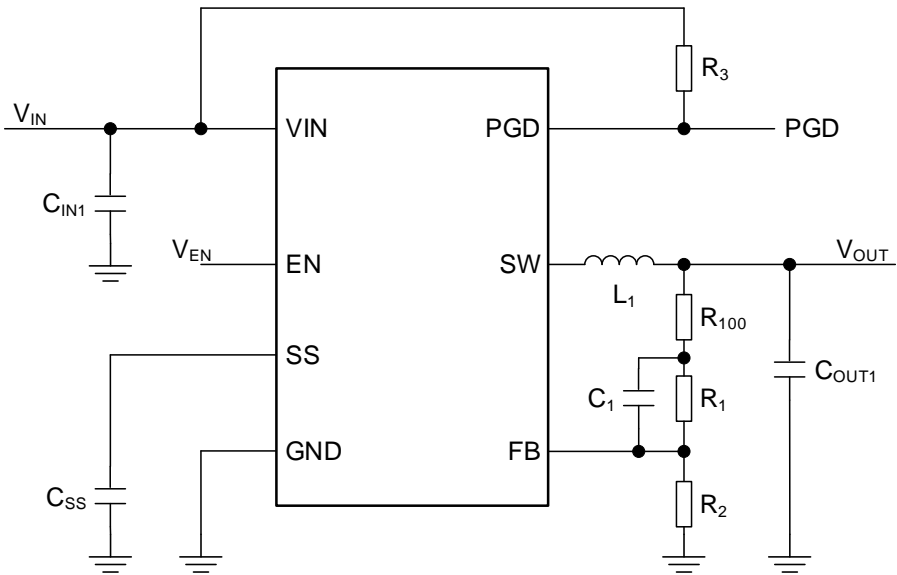 R3
VIN
VIN
PGD
PGD
CIN1
VEN
EN
SW
VOUT
L1
R100
SS
COUT1
C1
R1
GND
FB
CSS
R2